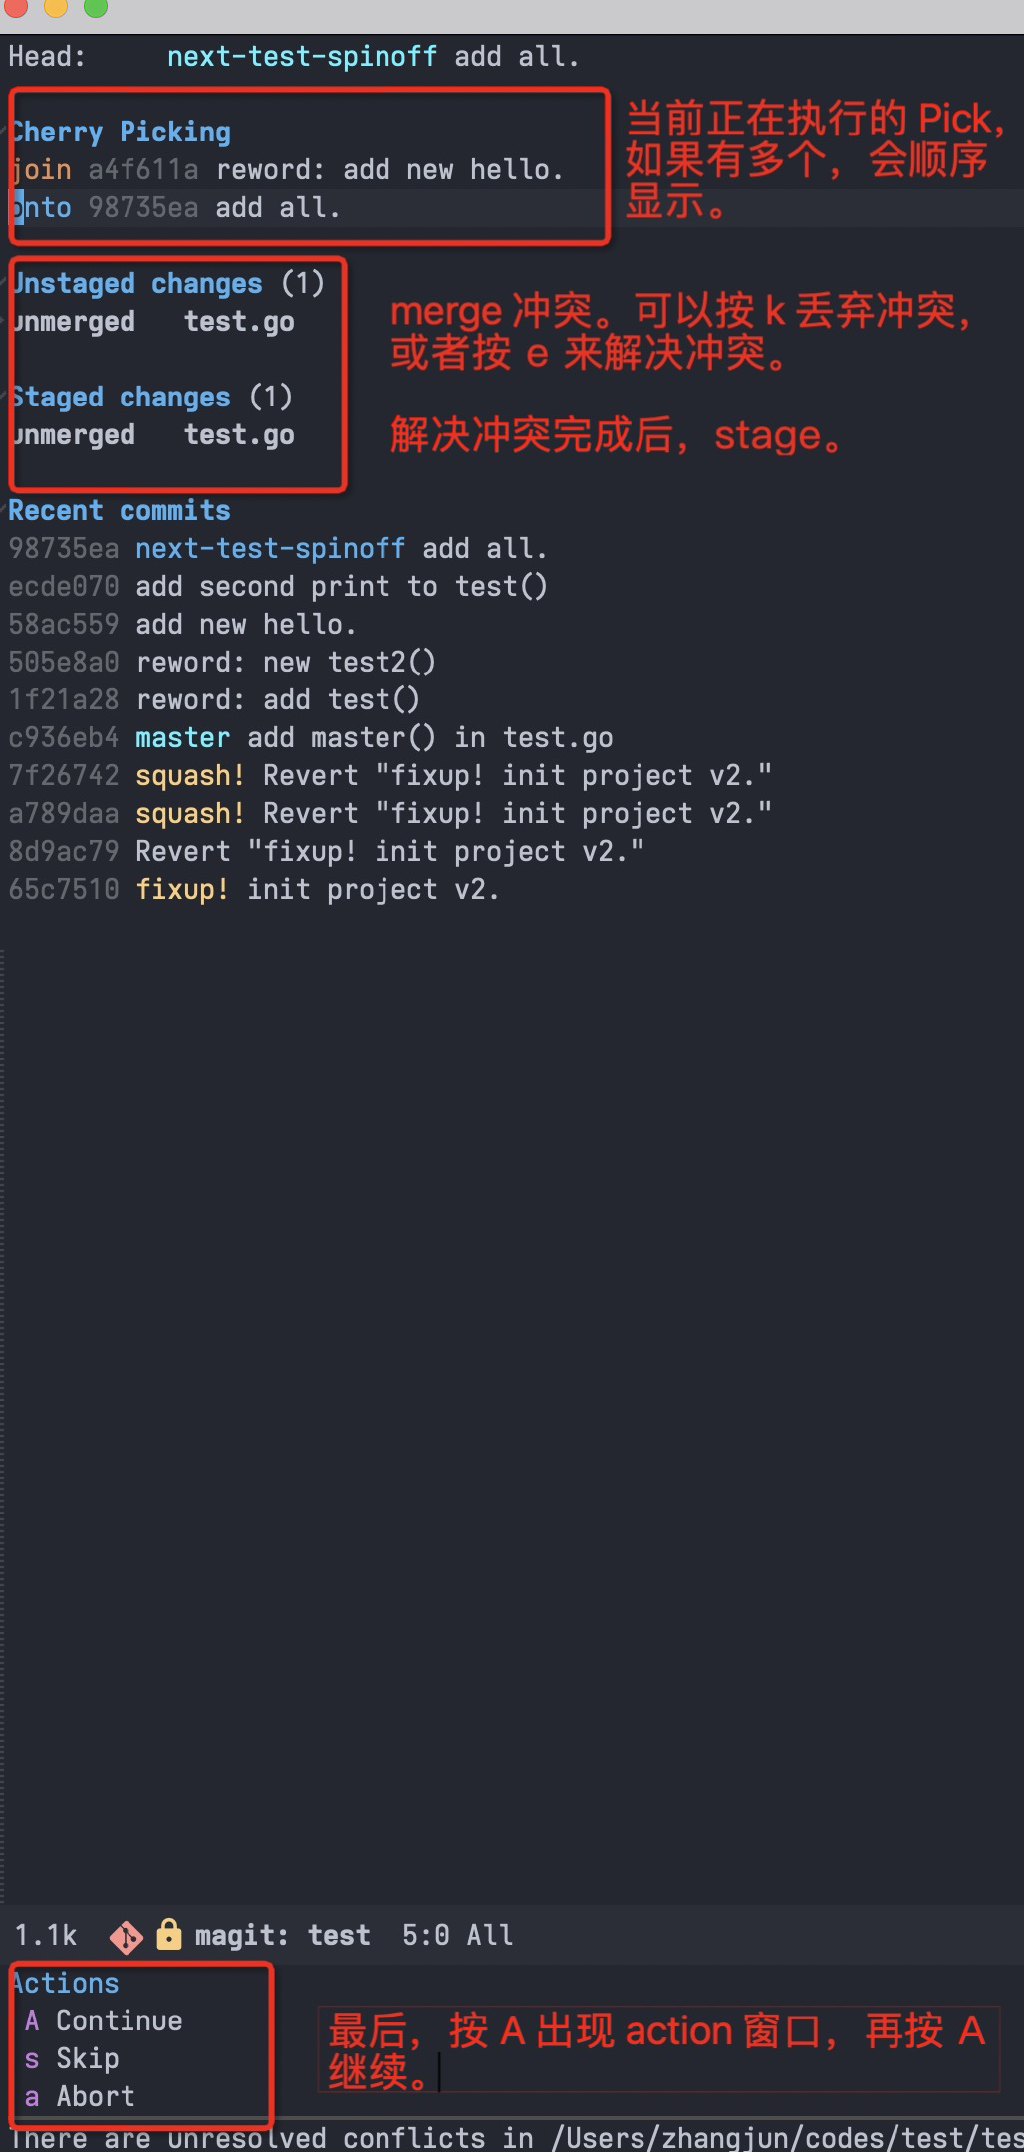 Head:     next-test-spinoff add all.
Cherry Picking
join a4f611a reword: add new hello.
onto 98735ea add all.
当前正在执行的 Pick，
如果有多个，会顺序
显示。
Unstaged changes (1)
unmerged   test.go
Staged changes (1)
unmerged   test.go
merge 冲突。可以按 k 丢弃冲突，
或者按 e 来解决冲突。
解决冲突完成后，stage。
Recent commits
98735ea next-test-spinoff add all.
ecde070 add second print to test()
58ac559 add new hello.
505e8a0 reword: new test2()
1f21a28 reword: add test()
c936eb4 master add master() in test.go
7f26742 squash! Revert "fixup! init project v2."
a789daa squash! Revert "fixup! init project v2."
8d9ac79 Revert "fixup! init project v2."
65c7510 fixup! init project v2.
1.1k magit: test  5:0 All
Actions
A Continue
s Skip
a Abort
最后，按 A 出现 action 窗口，再按 A
继续。
There are unresolved conflicts in /Users/zhangjun/codes/test/tes